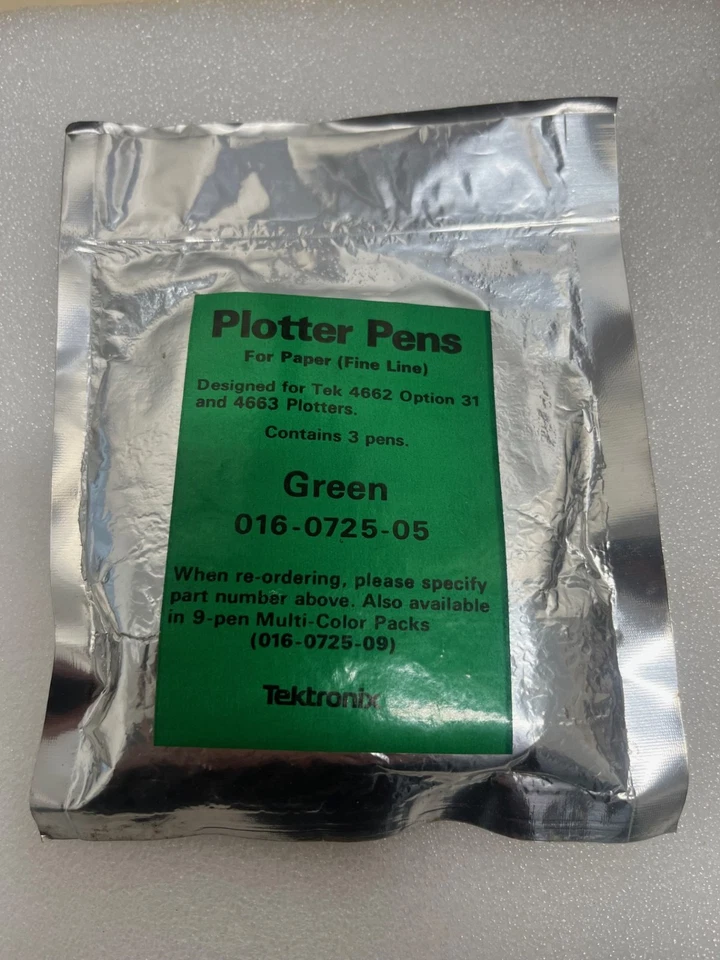 Plotter Pens
For Paper (Fine Line)
Designed for Tek 4662 Option 31
and 4663 Plotters.
Contains 3 pens.
Green
016-0725-05
When re-ordering, please specify
part number above. Also available
in 9-pen Multi-Color Packs
(016-0725-09)
Tektronix